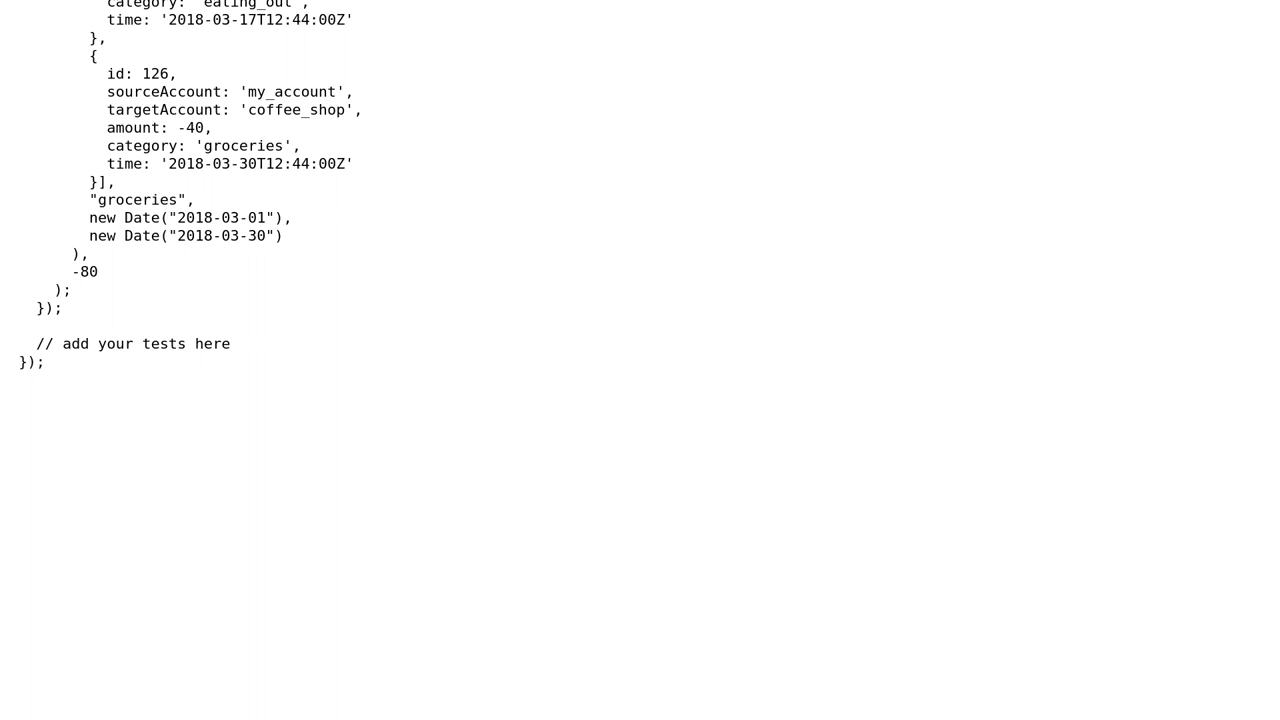 category: 'eating_out',
time: '2018-03-17T12:44:00Z'
},
{
id: 126,
sourceAccount: 'my_account',
targetAccount: 'coffee_shop',
amount: -40,
category: 'groceries',
time: '2018-03-30T12:44:00Z'
}],
"groceries",
new Date("2018-03-01"),
new Date("2018-03-30")
),
-80
);
});
// add your tests here
});